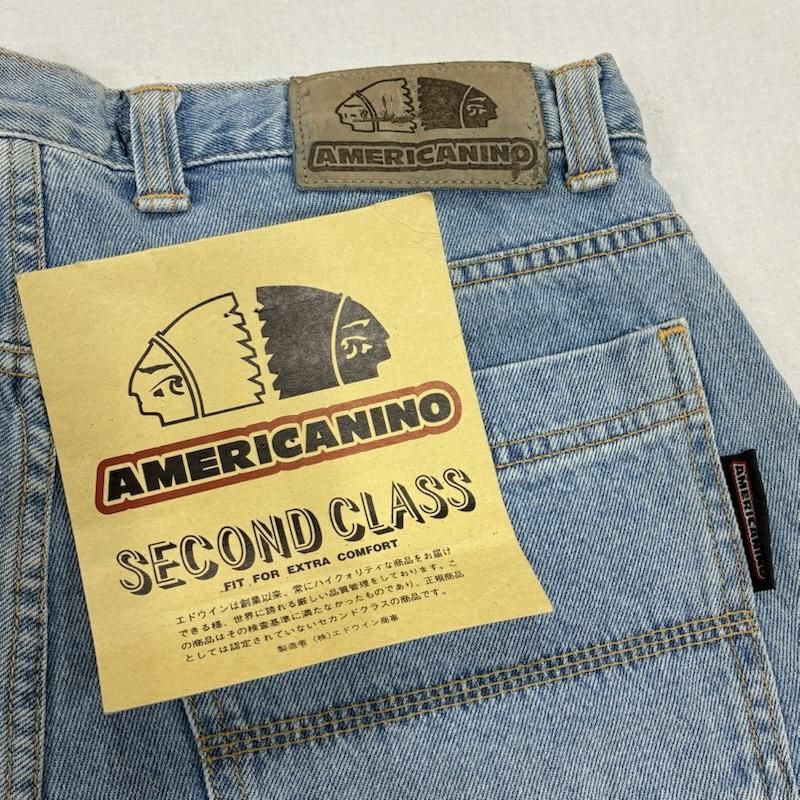 AMERICANINO
AMERICANINO
SECOND CLASS
FIT FOR EXTRA COMFORT
エドウインは創業以来、常にハイクォリティな商品をお届け
できる様、世界に誇れる厳しい品質管理をしております。こ
の商品はその検査基準に満たなかったものであり、正規商品
としては認定されていないセカンドクラスの商品です。
製造者 (株)エドウイン商事
AMERICANINO